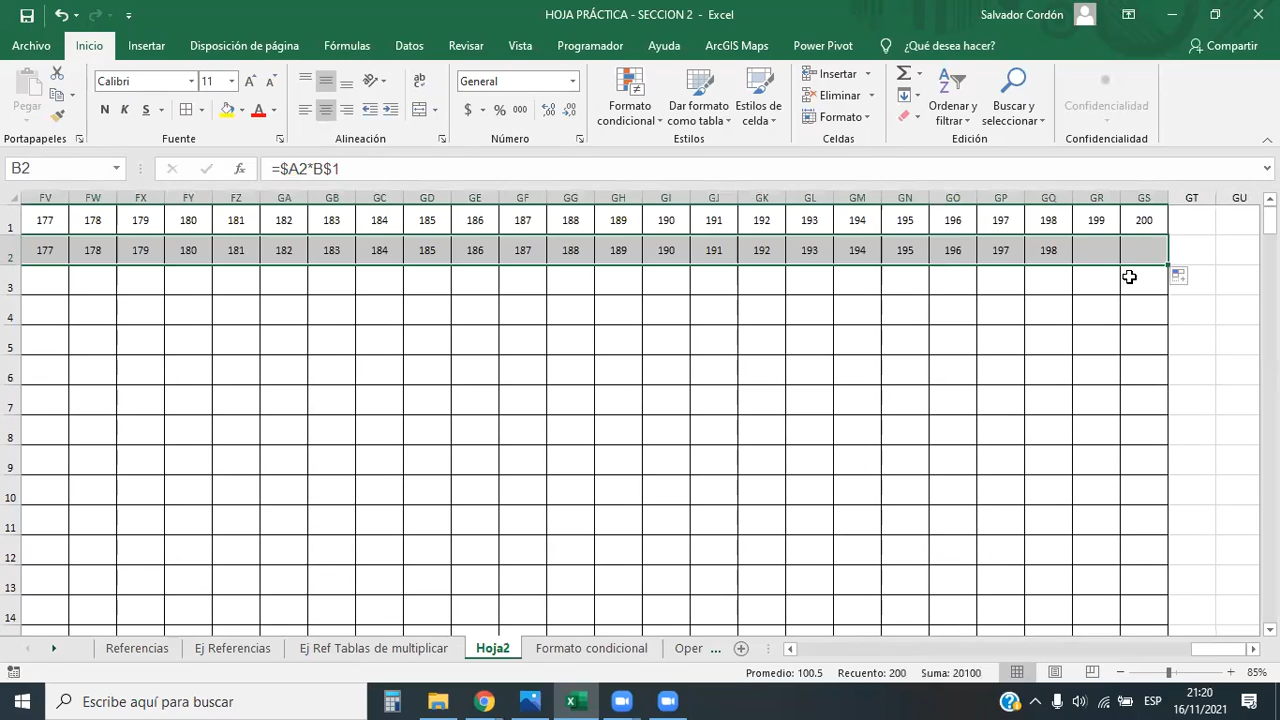 HOJA PRÁCTICA - SECCION 2 - Excel
Salvador Cordón
Archivo Inicio Insertar Disposición de página Fórmulas Datos Revisar Vista Programador Ayuda ArcGIS Maps Power Pivot ¿Qué desea hacer? Compartir
Pegar
Calibri 11
A A
N K S
A
ab
General
$ % 000
Formato condicional
Dar formato como tabla
Estilos de celda
Insertar
Eliminar
Formato
Ordenar y filtrar
Buscar y seleccionar
Confidencialidad
Portapapeles Fuente Alineación Número Estilos Celdas Edición Confidencialidad
B2 fx =$A2*B$1
FV FW FX FY FZ GA GB GC GD GE GF GG GH GI GJ GK GL GM GN GO GP GQ GR GS GT GU
1 177 178 179 180 181 182 183 184 185 186 187 188 189 190 191 192 193 194 195 196 197 198 199 200
2 177 178 179 180 181 182 183 184 185 186 187 188 189 190 191 192 193 194 195 196 197 198
3
4
5
6
7
8
9
10
11
12
13
14
Referencias Ej Referencias Ej Ref Tablas de multiplicar Hoja2 Formato condicional Oper ...
Promedio: 100.5 Recuento: 200 Suma: 20100 85%
Escribe aquí para buscar
ESP
21:20
16/11/2021